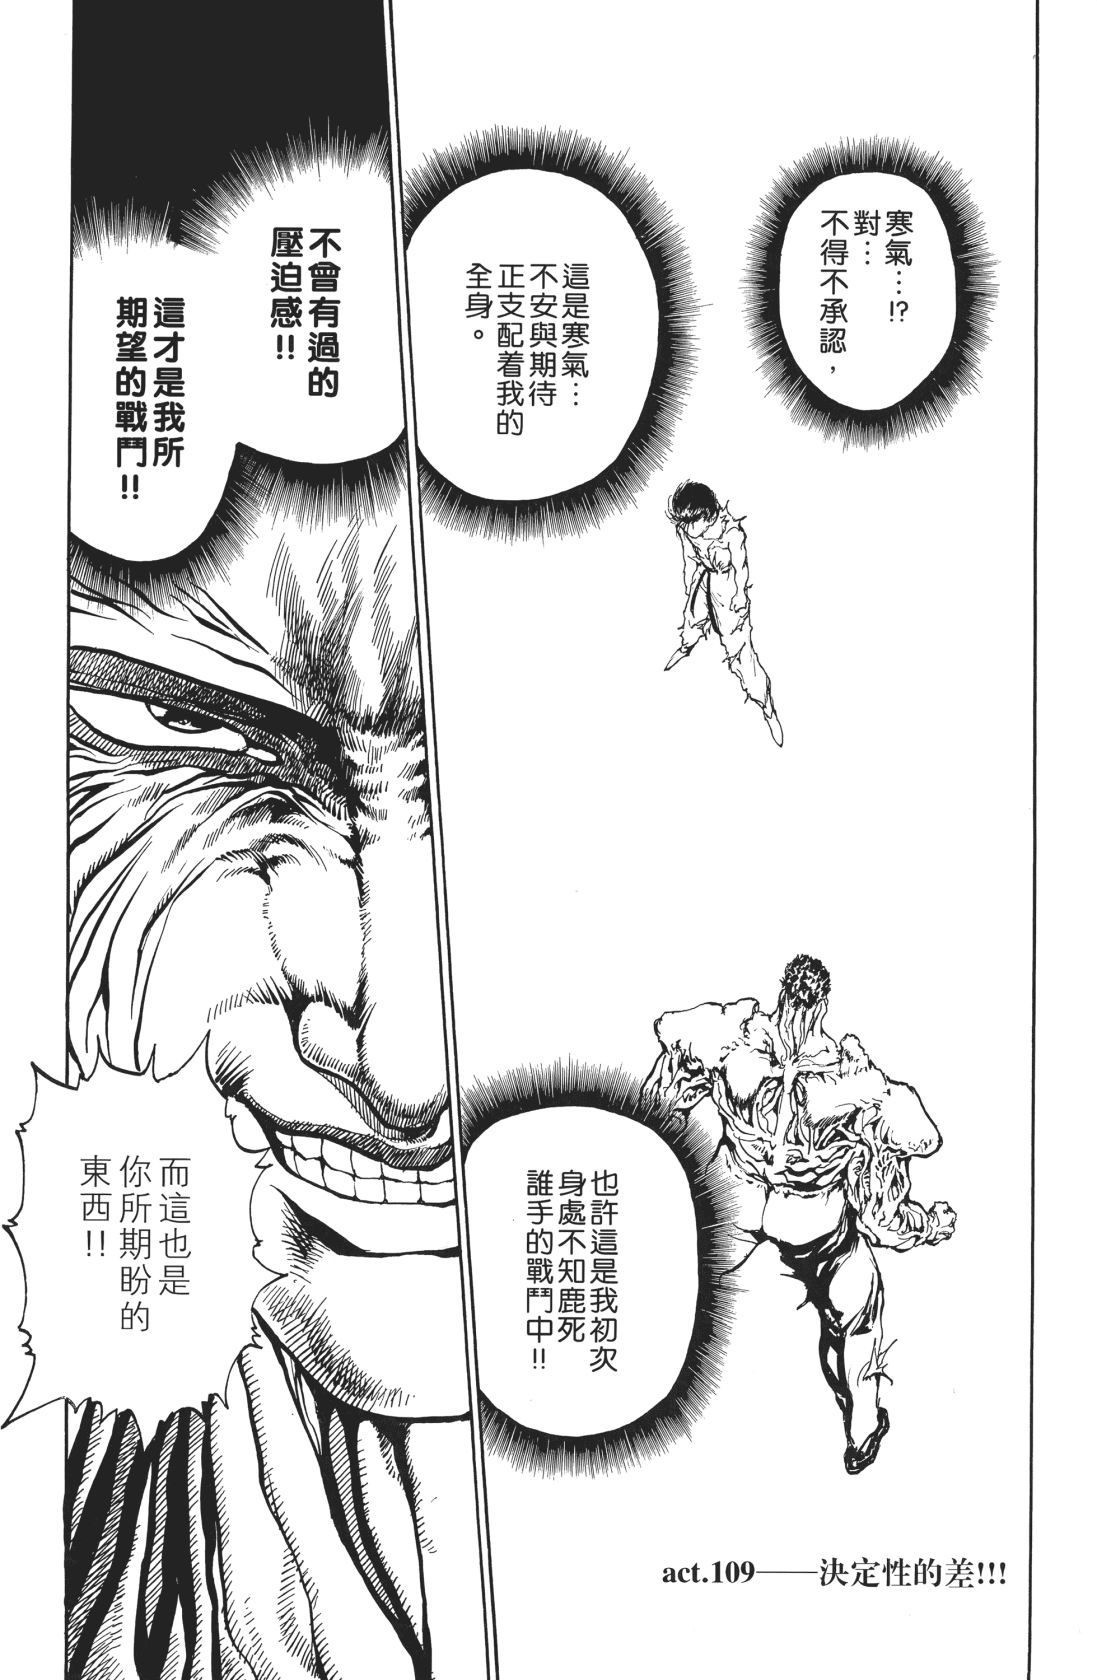 寒氣…!?
對…
不得不承認，
這是寒氣…
不安與期待
正支配着我的
全身。
也許這是我初次
身處不知鹿死
誰手的戰鬥中!!
act.109——決定性的差!!!
不曾有過的
壓迫感!!
這才是我所
期望的戰鬥!!
而這也是
你所期盼的
東西!!